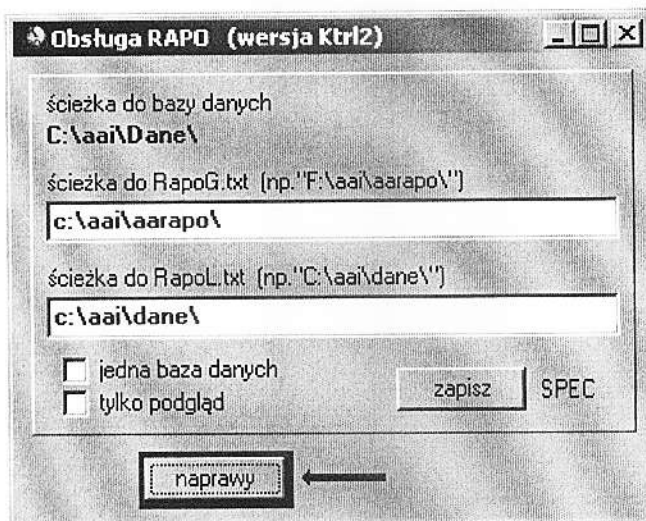 Obsługa RAPO (wersja Ktrl2)
ścieżka do bazy danych
C:\aai\Dane\
ścieżka do RapoG.txt (np."F:\aai\aarapo\")
c:\aai\aarapo\
ścieżka do RapoL.txt (np."C:\aai\dane\")
c:\aai\dane\
jedna baza danych
tylko podgląd
zapisz SPEC
naprawy